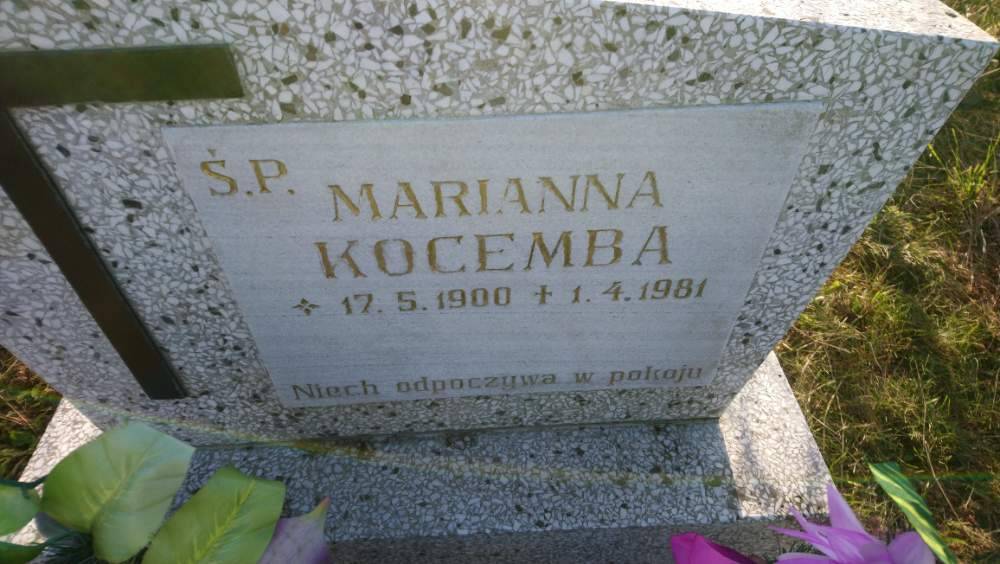 Ś.P.
MARIANNA
KOCEMBA
✣ 17.5.1900 ✝ 1.4.1981
Niech odpoczywa w pokoju